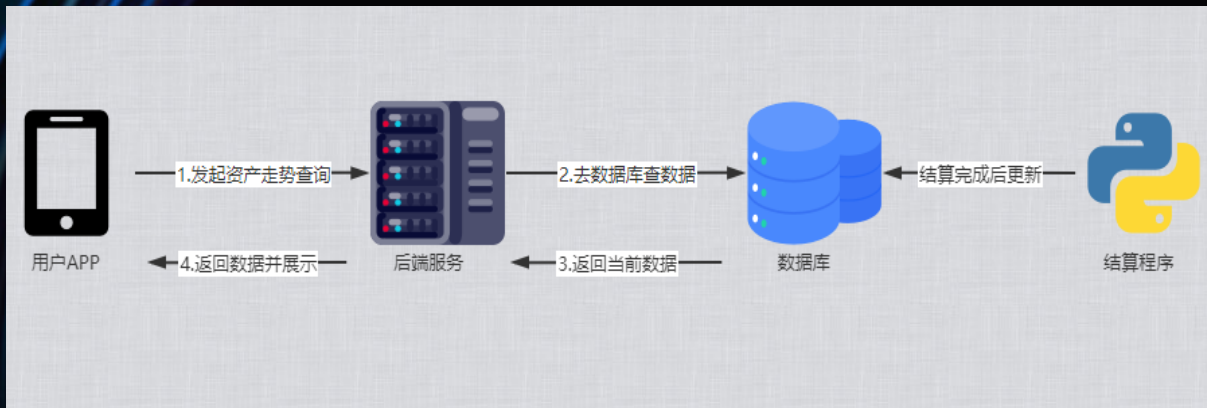 1.发起资产走势查询
2.去数据库查数据
结算完成后更新
用户APP
4.返回数据并展示
后端服务
3.返回当前数据
数据库
结算程序